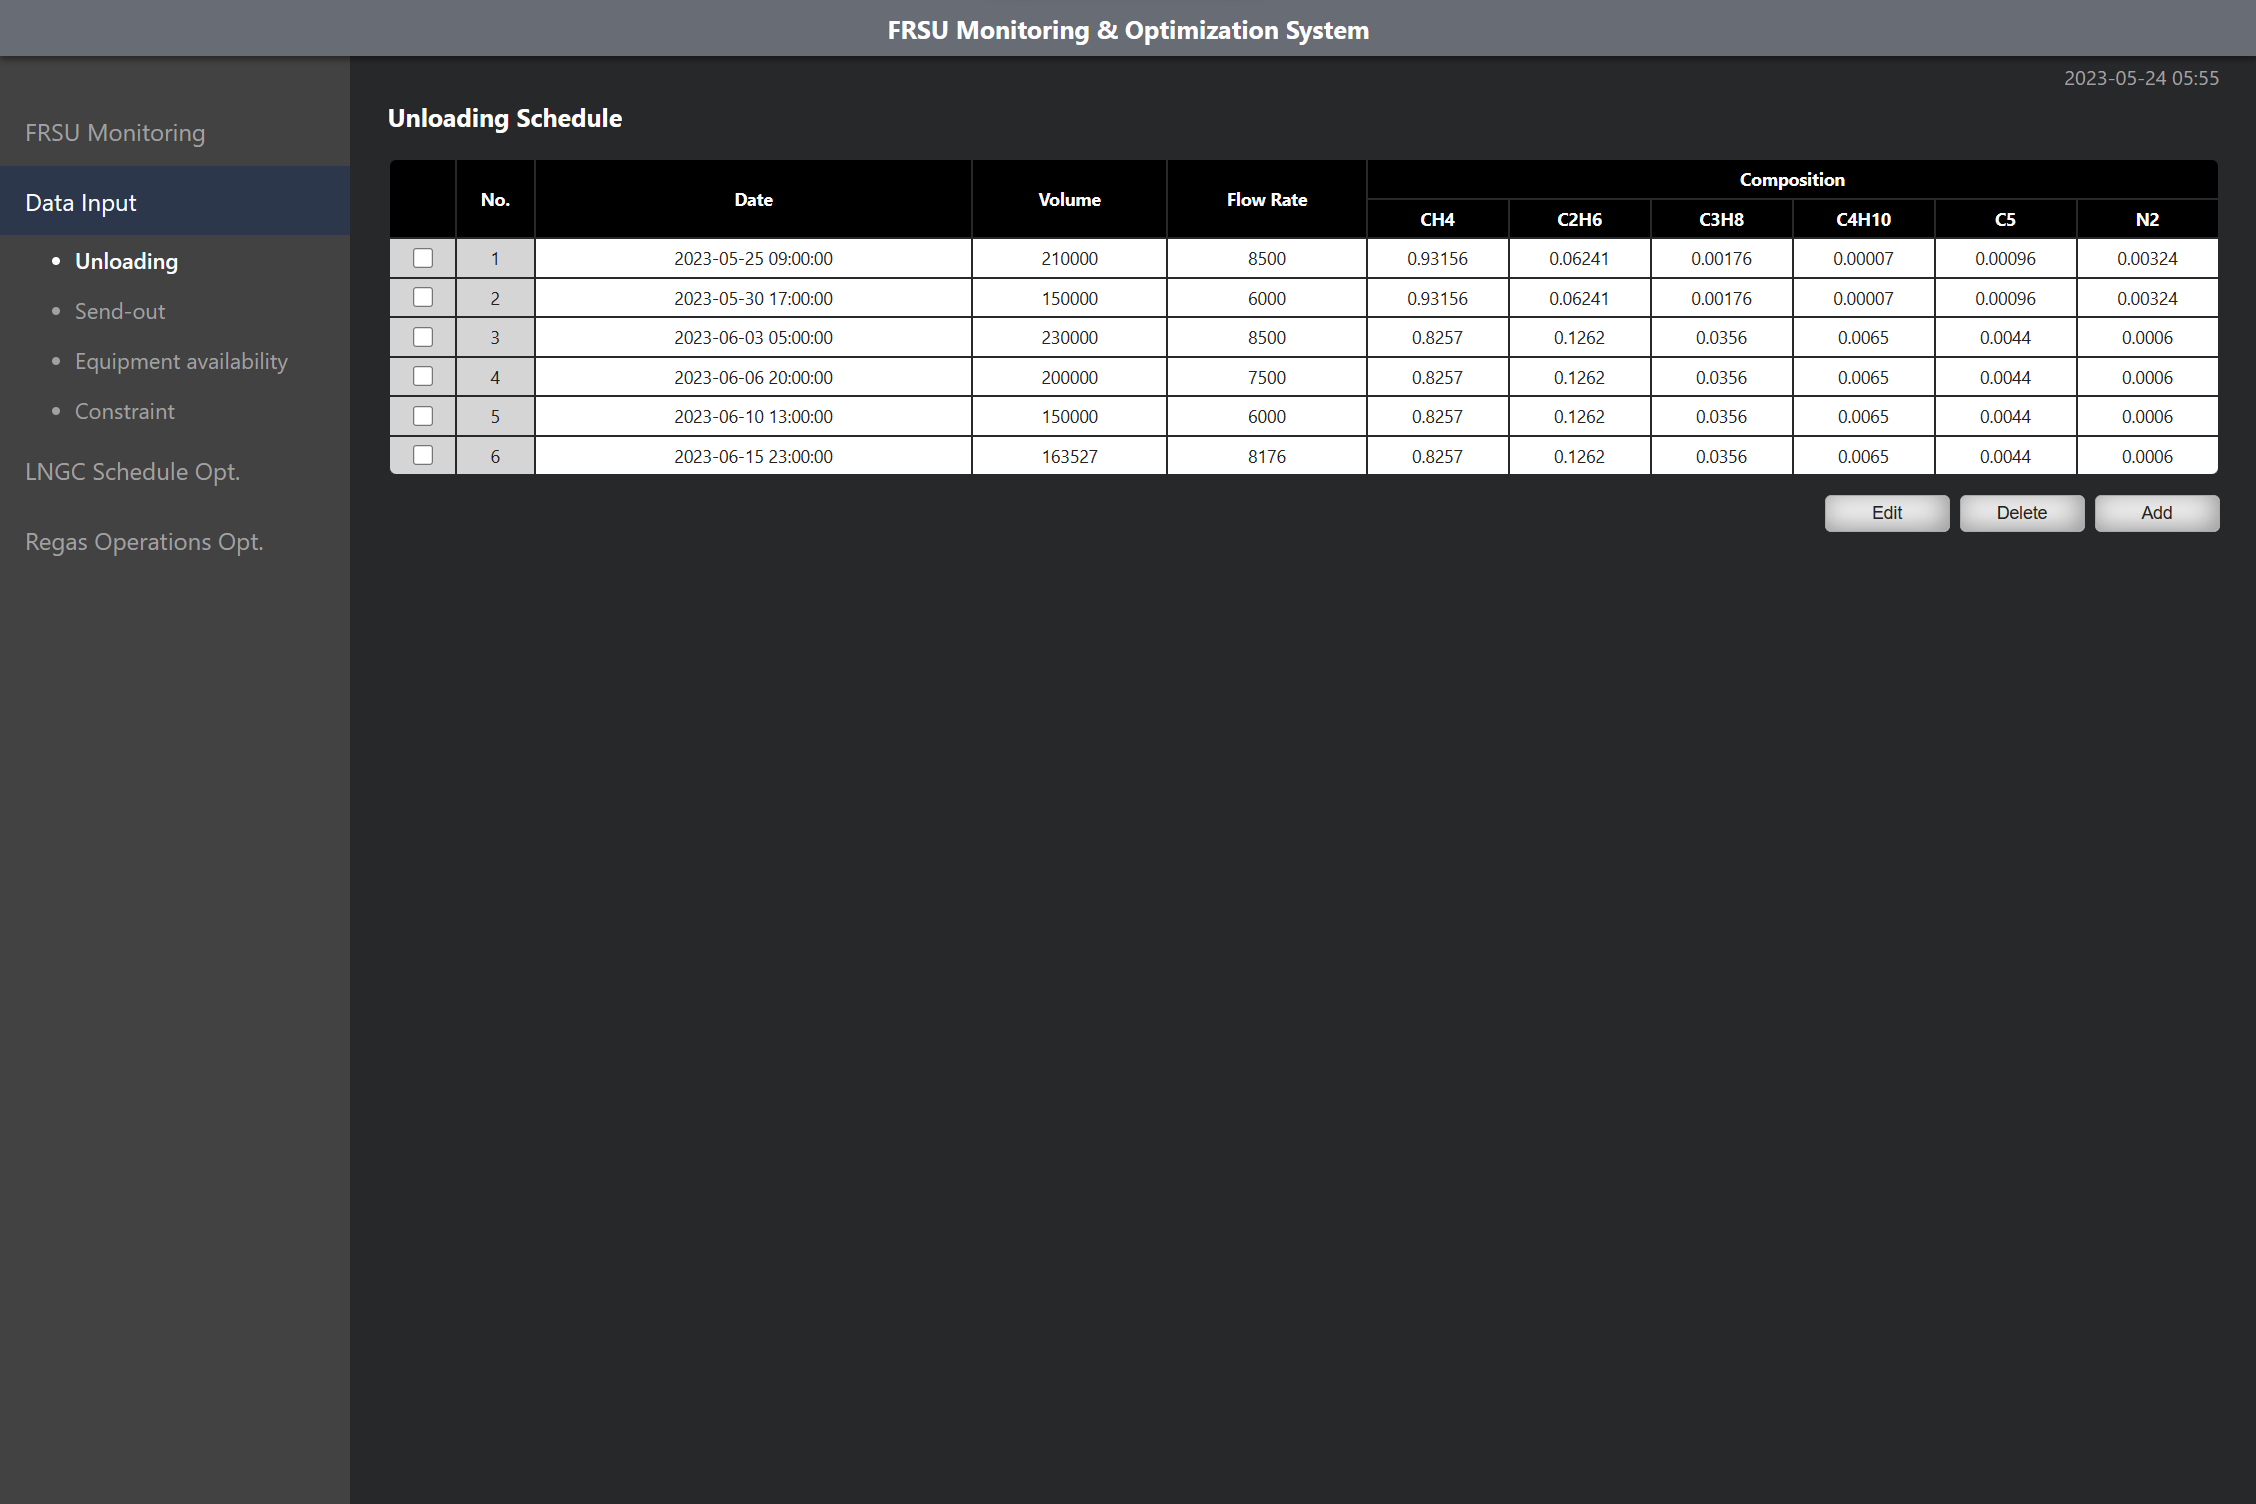 FRSU Monitoring & Optimization System
2023-05-24 05:55
FRSU Monitoring
Data Input
Unloading
Send-out
Equipment availability
Constraint
LNGC Schedule Opt.
Regas Operations Opt.
Unloading Schedule
No. Date Volume Flow Rate Composition
CH4 C2H6 C3H8 C4H10 C5 N2
1 2023-05-25 09:00:00 210000 8500 0.93156 0.06241 0.00176 0.00007 0.00096 0.00324
2 2023-05-30 17:00:00 150000 6000 0.93156 0.06241 0.00176 0.00007 0.00096 0.00324
3 2023-06-03 05:00:00 230000 8500 0.8257 0.1262 0.0356 0.0065 0.0044 0.0006
4 2023-06-06 20:00:00 200000 7500 0.8257 0.1262 0.0356 0.0065 0.0044 0.0006
5 2023-06-10 13:00:00 150000 6000 0.8257 0.1262 0.0356 0.0065 0.0044 0.0006
6 2023-06-15 23:00:00 163527 8176 0.8257 0.1262 0.0356 0.0065 0.0044 0.0006
Edit Delete Add